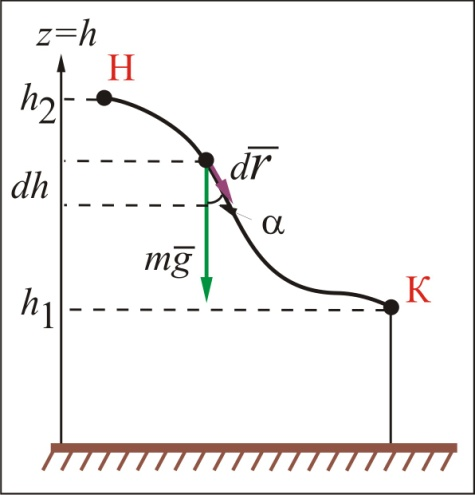 z=h
Н
h₂
dr̅
dh
α
mg̅
h₁
К